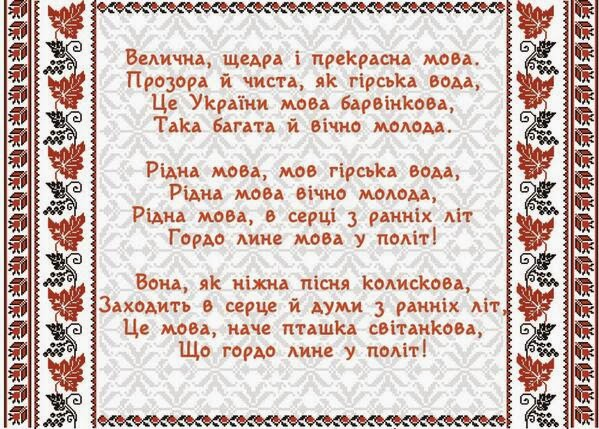 Велична, щедра і прекрасна мова.
Прозора й чиста, як гірська вода,
Це України мова барвінкова,
Така багата й вічно молода.

Рідна мова, мов гірська вода,
Рідна мова вічно молода,
Рідна мова, в серці з ранніх літ
Гордо лине мова у політ!

Вона, як ніжна пісня колискова,
Заходить в серце й думи з ранніх літ,
Це мова, наче пташка світанкова,
Що гордо лине у політ!